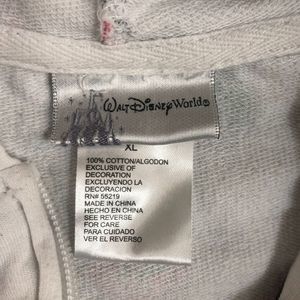 Walt Disney World®
XL
100% COTTON/ALGODON
EXCLUSIVE OF
DECORATION
EXCLUYENDO LA
DECORACION
RN# 55219
MADE IN CHINA
HECHO EN CHINA
SEE REVERSE
FOR CARE
PARA CUIDADO
VER EL REVERSO